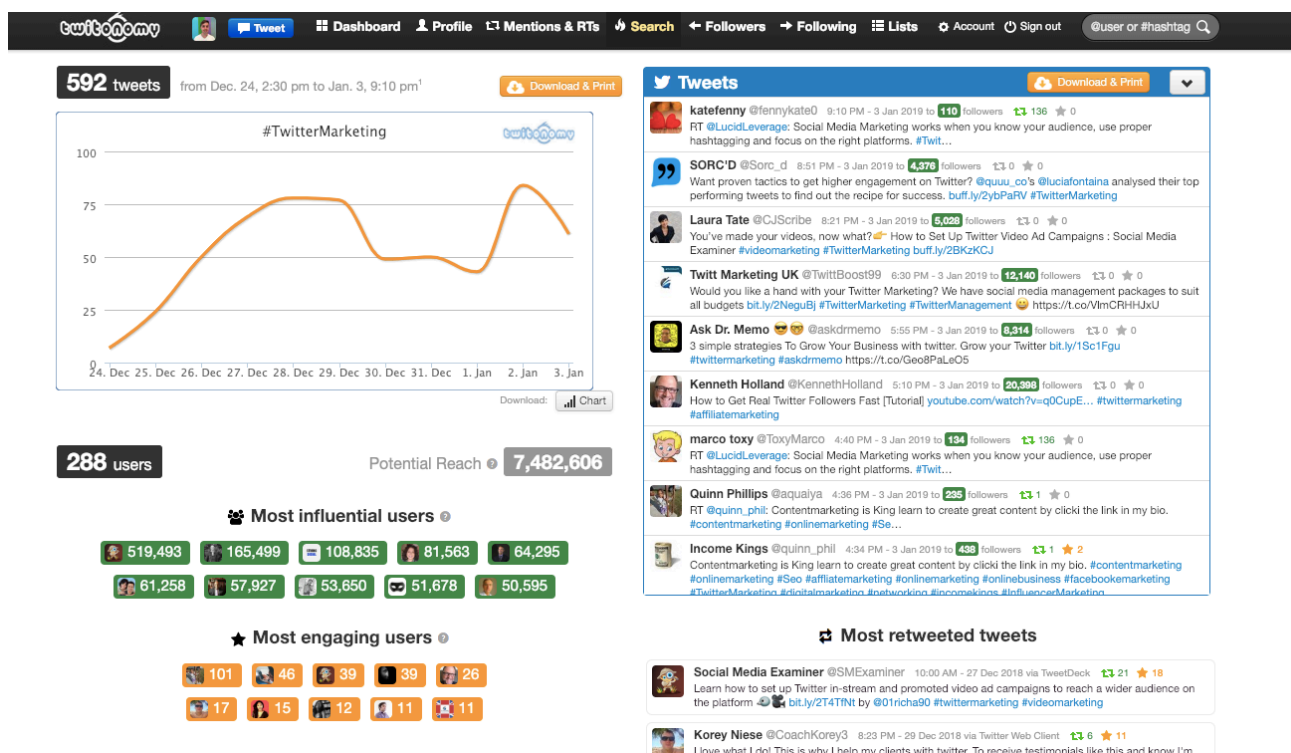 twitonomy
Tweet
Dashboard Profile Mentions & RTs Search Followers Following Lists Account Sign out @user or #hashtag
592 tweets from Dec. 24, 2:30 pm to Jan. 3, 9:10 pm1
Download & Print
#TwitterMarketing
twitonomy
100
75
50
25
0
24. Dec 25. Dec 26. Dec 27. Dec 28. Dec 29. Dec 30. Dec 31. Dec 1. Jan 2. Jan 3. Jan
Download: Chart
288 users
Potential Reach 7,482,606
Most influential users
519,493 165,499 108,835 81,563 64,295
61,258 57,927 53,650 51,678 50,595
Most engaging users
101 46 39 39 26
17 15 12 11 11
Tweets
Download & Print
katefenny @fennykate0 9:10 PM - 3 Jan 2019 to 110 followers 136 0
RT @LucidLeverage: Social Media Marketing works when you know your audience, use proper
hashtagging and focus on the right platforms. #Twit…
SORC'D @Sorc_d 8:51 PM - 3 Jan 2019 to 4,376 followers 0 0
Want proven tactics to get higher engagement on Twitter? @quuu_co's @luciafontaina analysed their top
performing tweets to find out the recipe for success. buff.ly/2ybPaRV #TwitterMarketing
Laura Tate @CJScribe 8:21 PM - 3 Jan 2019 to 5,028 followers 0 0
You've made your videos, now what?👉 How to Set Up Twitter Video Ad Campaigns : Social Media
Examiner #videomarketing #TwitterMarketing buff.ly/2BKzKCJ
Twitt Marketing UK @TwittBoost99 6:30 PM - 3 Jan 2019 to 12,140 followers 0 0
Would you like a hand with your Twitter Marketing? We have social media management packages to suit
all budgets bit.ly/2NeguBj #TwitterMarketing #TwitterManagement 😀 https://t.co/VlmCRHHJxU
Ask Dr. Memo 😎🤓 @askdrmemo 5:55 PM - 3 Jan 2019 to 8,314 followers 0 0
3 simple strategies To Grow Your Business with twitter. Grow your Twitter bit.ly/1Sc1Fgu
#twittermarketing #askdrmemo https://t.co/Geo8PaLeO5
Kenneth Holland @KennethHolland 5:10 PM - 3 Jan 2019 to 20,398 followers 0 0
How to Get Real Twitter Followers Fast [Tutorial] youtube.com/watch?v=q0CupE… #twittermarketing
#affiliatemarketing
marco toxy @ToxyMarco 4:40 PM - 3 Jan 2019 to 134 followers 136 0
RT @LucidLeverage: Social Media Marketing works when you know your audience, use proper
hashtagging and focus on the right platforms. #Twit…
Quinn Phillips @aquaiya 4:36 PM - 3 Jan 2019 to 235 followers 1 0
RT @quinn_phil: Contentmarketing is King learn to create great content by clicki the link in my bio.
#contentmarketing #onlinemarketing #Se…
Income Kings @quinn_phil 4:34 PM - 3 Jan 2019 to 438 followers 1 2
Contentmarketing is King learn to create great content by clicki the link in my bio. #contentmarketing
#onlinemarketing #Seo #affliatemarketing #onlinemarketing #onlinebusiness #facebookemarketing
#TwitterMarketing #digitalmarketing #networking #incomekings #InfluencerMarketing
Most retweeted tweets
Social Media Examiner @SMExaminer 10:00 AM - 27 Dec 2018 via TweetDeck 21 18
Learn how to set up Twitter in-stream and promoted video ad campaigns to reach a wider audience on
the platform bit.ly/2T4TfNt by @01richa90 #twittermarketing #videomarketing
Korey Niese @CoachKorey3 8:23 PM - 29 Dec 2018 via Twitter Web Client 6 11
I love what I do! This is why I help my clients with twitter. To receive testimonials like this and know I'm